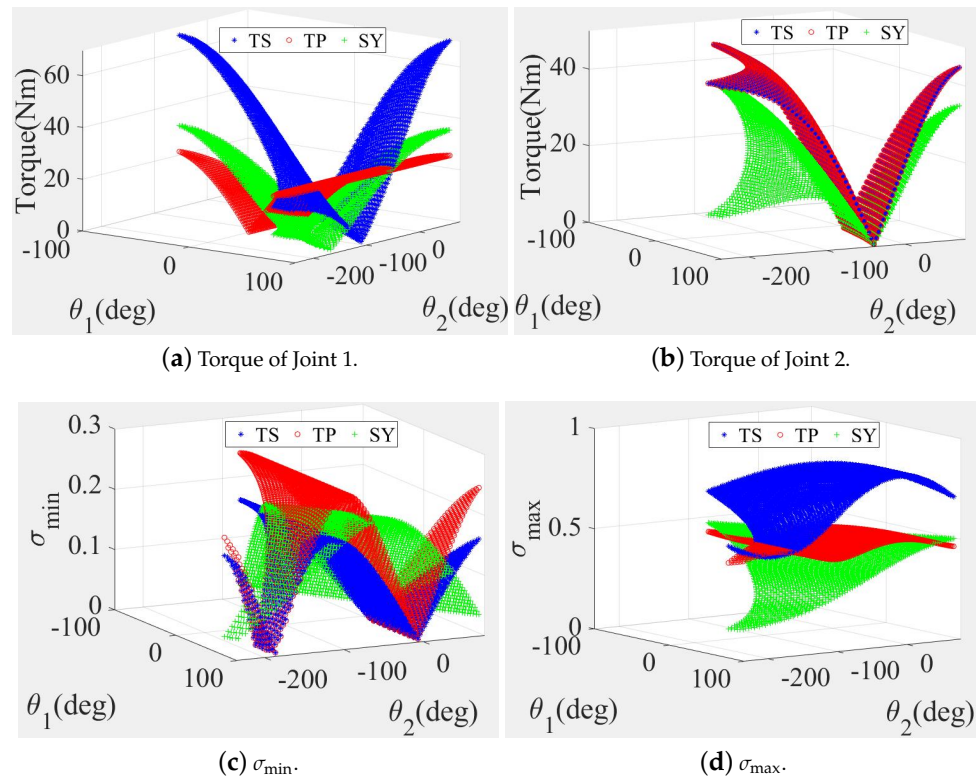 TS TP SY
Torque(Nm)
60
40
20
0
-100
0
100
-200
-100
0
θ1(deg)
θ2(deg)
(a) Torque of Joint 1.
TS TP SY
Torque(Nm)
40
20
0
-100
0
100
-200
-100
0
θ1(deg)
θ2(deg)
(b) Torque of Joint 2.
0.3
TS TP SY
σmin
0.2
0.1
0
-100
0
100
-200
-100
0
θ1(deg)
θ2(deg)
(c) σmin.
1
TS TP SY
σmax
0.5
0
-100
0
100
-200
-100
0
θ1(deg)
θ2(deg)
(d) σmax.